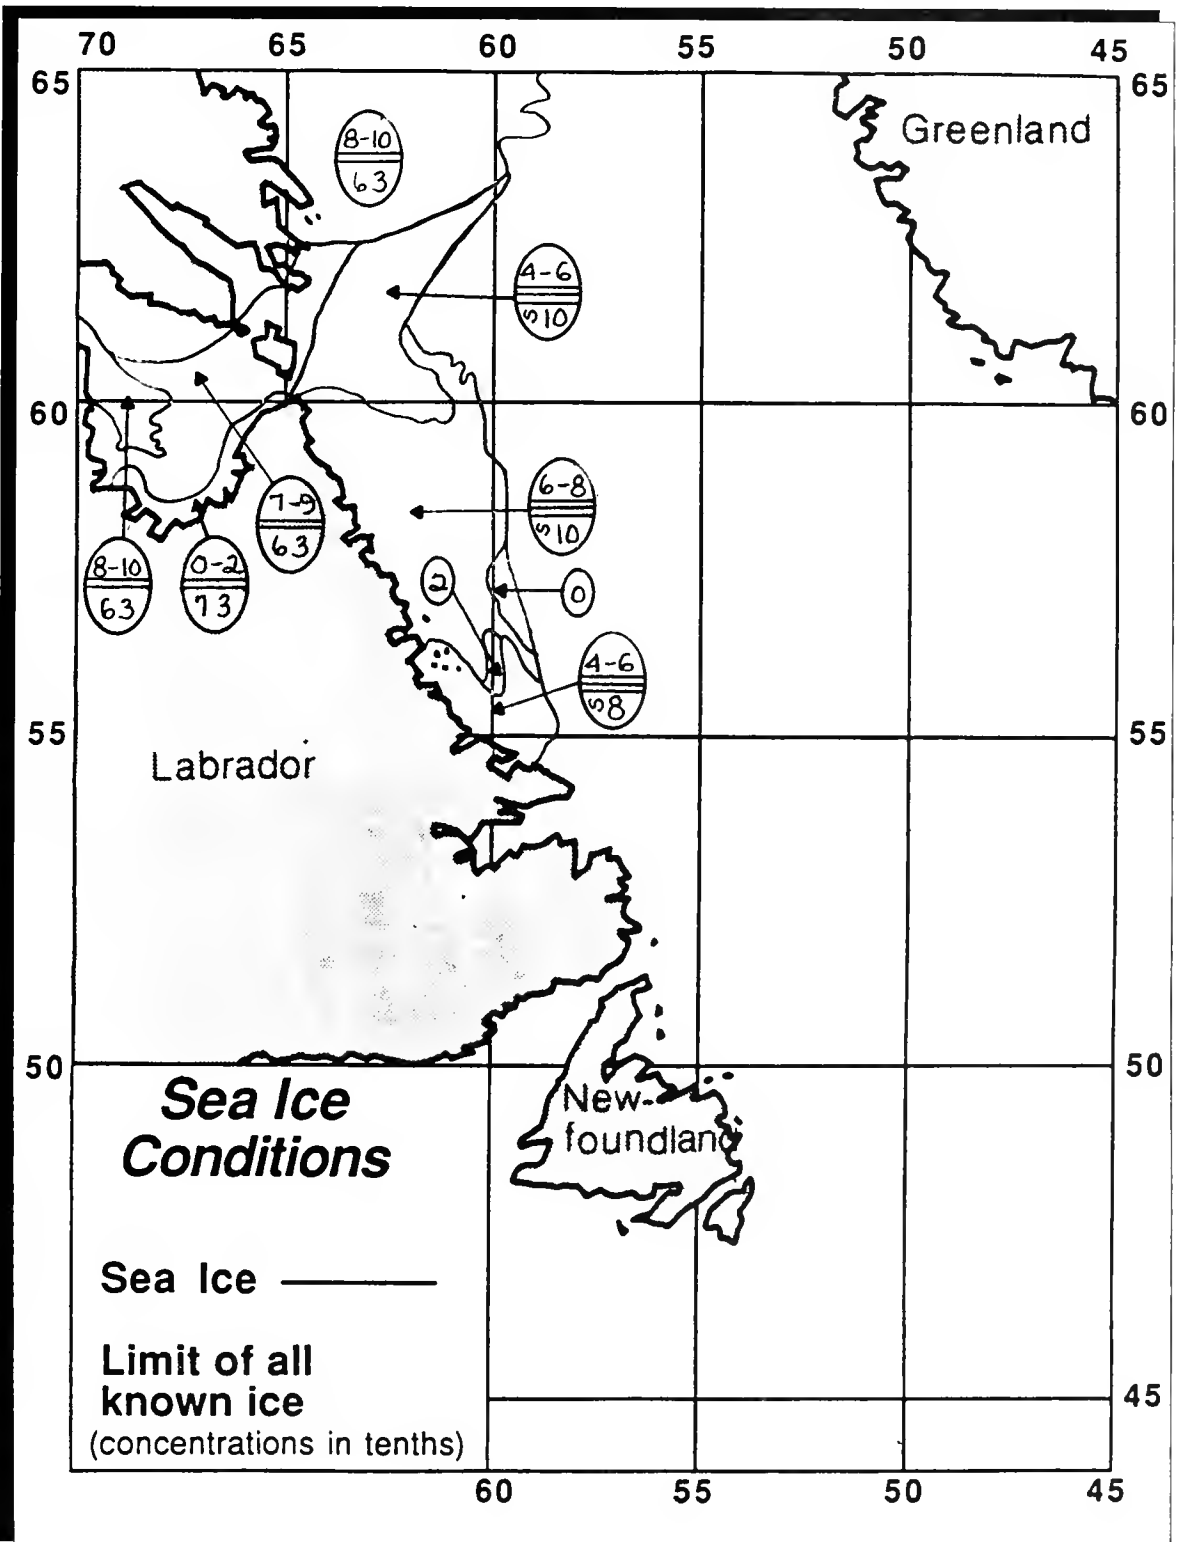 70 65 60 55 50 45
65 65
Greenland
8-10
63
4-6
S10
60 60
6-8
S10
7-9
63
8-10
63
0-2
73
2
0
4-6
S8
55 55
Labrador
50 50
New-
foundland
Sea Ice
Conditions
Sea Ice
Limit of all
known ice
(concentrations in tenths)
45
60 55 50 45